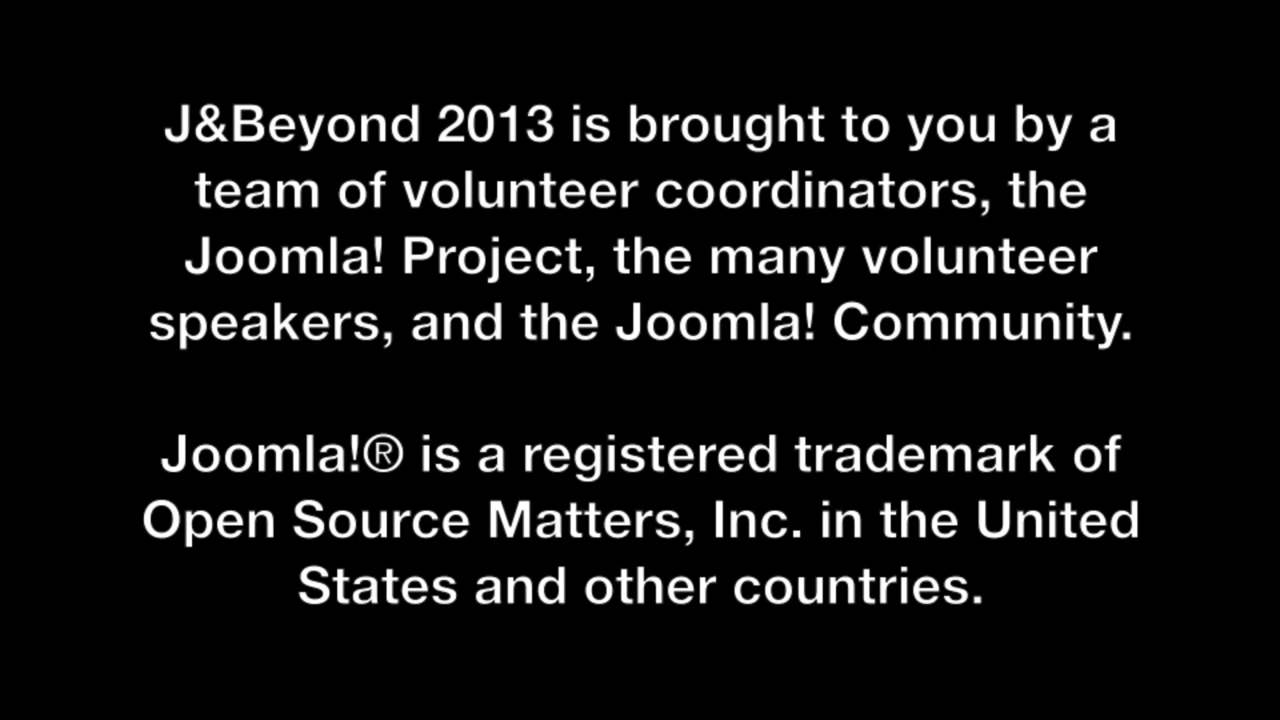 J&Beyond 2013 is brought to you by a
team of volunteer coordinators, the
Joomla! Project, the many volunteer
speakers, and the Joomla! Community.
Joomla!® is a registered trademark of
Open Source Matters, Inc. in the United
States and other countries.